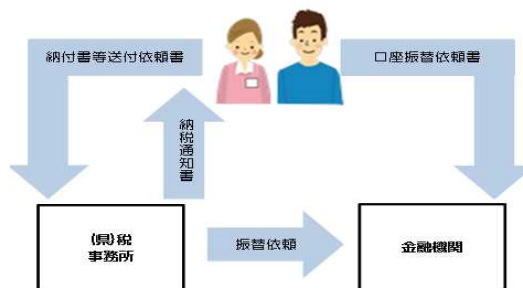 納付書等送付依頼書
口座振替依頼書
納税通知書
(県)税
事務所
振替依頼
金融機関